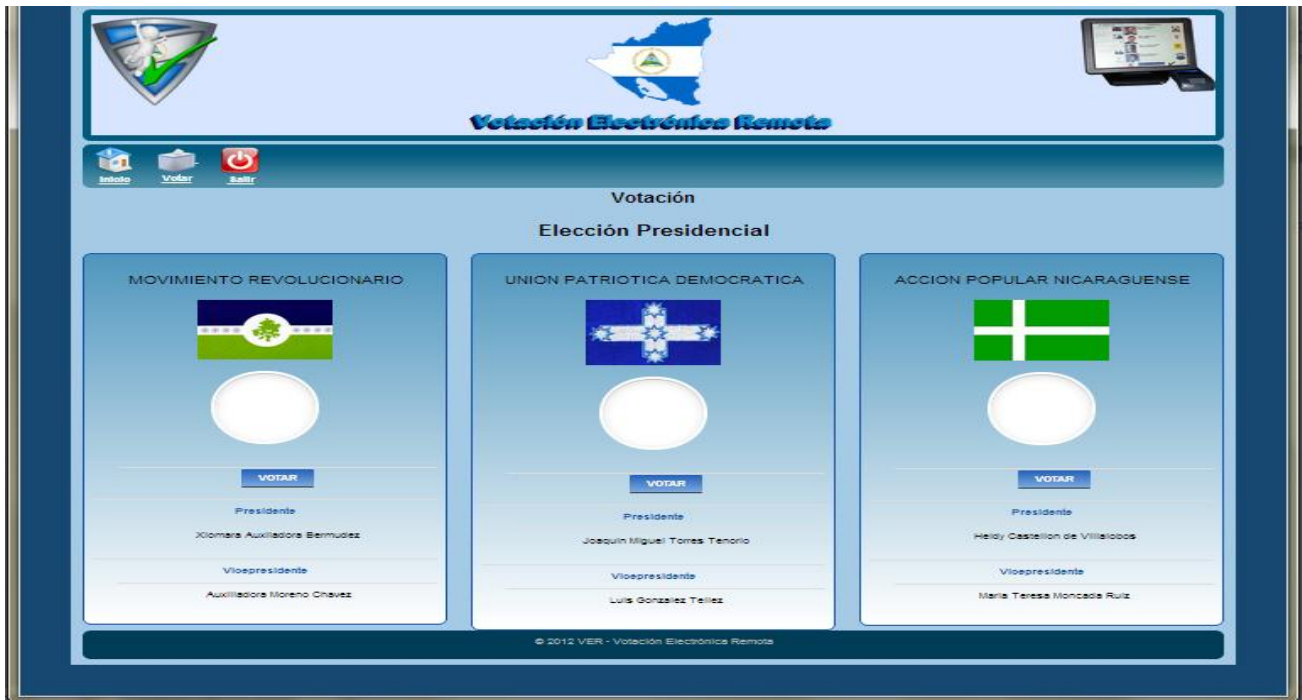 Votación Electrónica Remota
Inicio Votar Salir
Votación
Elección Presidencial
MOVIMIENTO REVOLUCIONARIO
VOTAR
Presidente
Xiomara Auxiliadora Bermudez
Vicepresidente
Auxiliadora Moreno Chavez
UNION PATRIOTICA DEMOCRATICA
VOTAR
Presidente
Joaquin Miguel Torres Tenorio
Vicepresidente
Luis Gonzalez Tellez
ACCION POPULAR NICARAGUENSE
VOTAR
Presidente
Heidy Castellon de Villalobos
Vicepresidente
Maria Teresa Moncada Ruiz
© 2012 VER - Votación Electrónica Remota